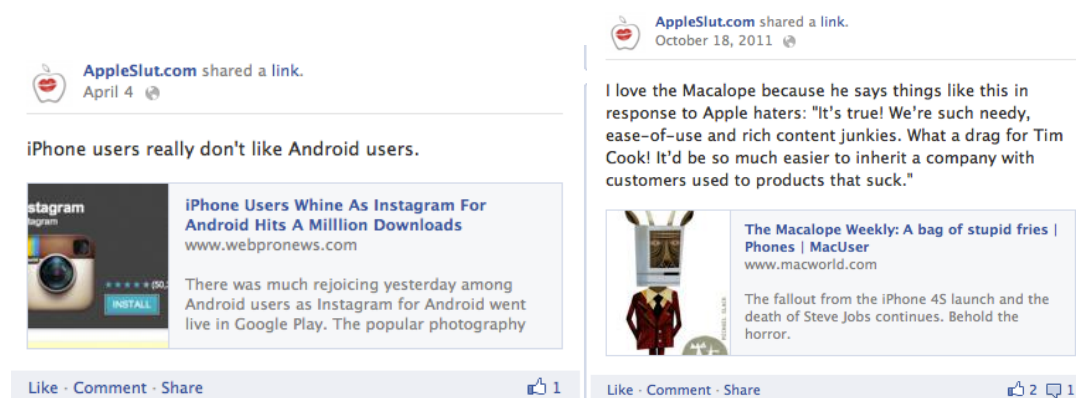 AppleSlut.com shared a link.
April 4
iPhone users really don't like Android users.
stagram
tagram
(50,
INSTALL
iPhone Users Whine As Instagram For
Android Hits A Milllion Downloads
www.webpronews.com
There was much rejoicing yesterday among
Android users as Instagram for Android went
live in Google Play. The popular photography
Like · Comment · Share
1
AppleSlut.com shared a link.
October 18, 2011
I love the Macalope because he says things like this in
response to Apple haters: "It's true! We're such needy,
ease-of-use and rich content junkies. What a drag for Tim
Cook! It'd be so much easier to inherit a company with
customers used to products that suck."
MICHAEL SLACK
The Macalope Weekly: A bag of stupid fries |
Phones | MacUser
www.macworld.com
The fallout from the iPhone 4S launch and the
death of Steve Jobs continues. Behold the
horror.
Like · Comment · Share
2 1